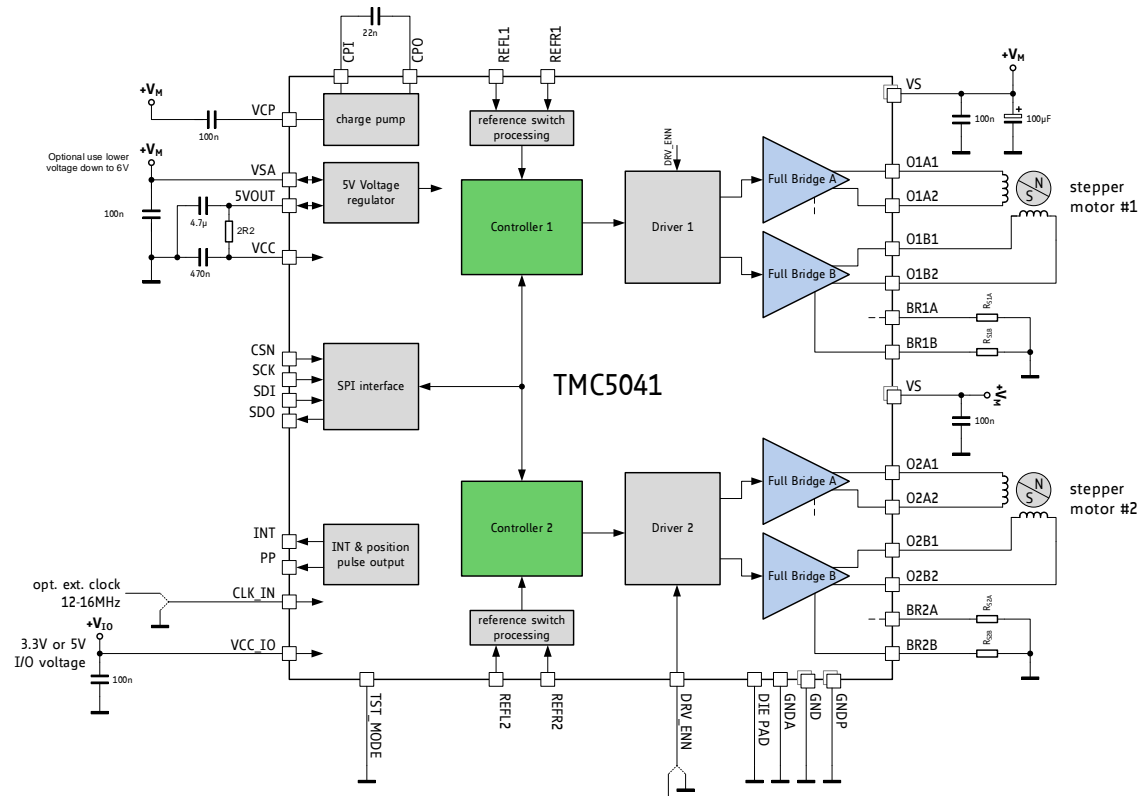 22n
CPI
CPO
REFL1
REFR1
+VM
VCP
100n
charge pump
reference switch
processing
VS
+VM
100n
100µF
Optional use lower
voltage down to 6V
+VM
VSA
5VOUT
5V Voltage
regulator
100n
4.7µ
2R2
470n
VCC
DRV_ENN
Controller 1
Driver 1
Full Bridge A
Full Bridge B
O1A1
O1A2
O1B1
O1B2
BR1A
BR1B
RS1A
RS1B
N
S
stepper
motor #1
CSN
SCK
SDI
SDO
SPI interface
TMC5041
VS
+VM
100n
Controller 2
Driver 2
Full Bridge A
Full Bridge B
O2A1
O2A2
O2B1
O2B2
BR2A
BR2B
RS2A
RS2B
N
S
stepper
motor #2
INT
PP
INT & position
pulse output
opt. ext. clock
12-16MHz
CLK_IN
+VIO
3.3V or 5V
I/O voltage
VCC_IO
100n
reference switch
processing
TST_MODE
REFL2
REFR2
DRV_ENN
DIE PAD
GNDA
GND
GNDP